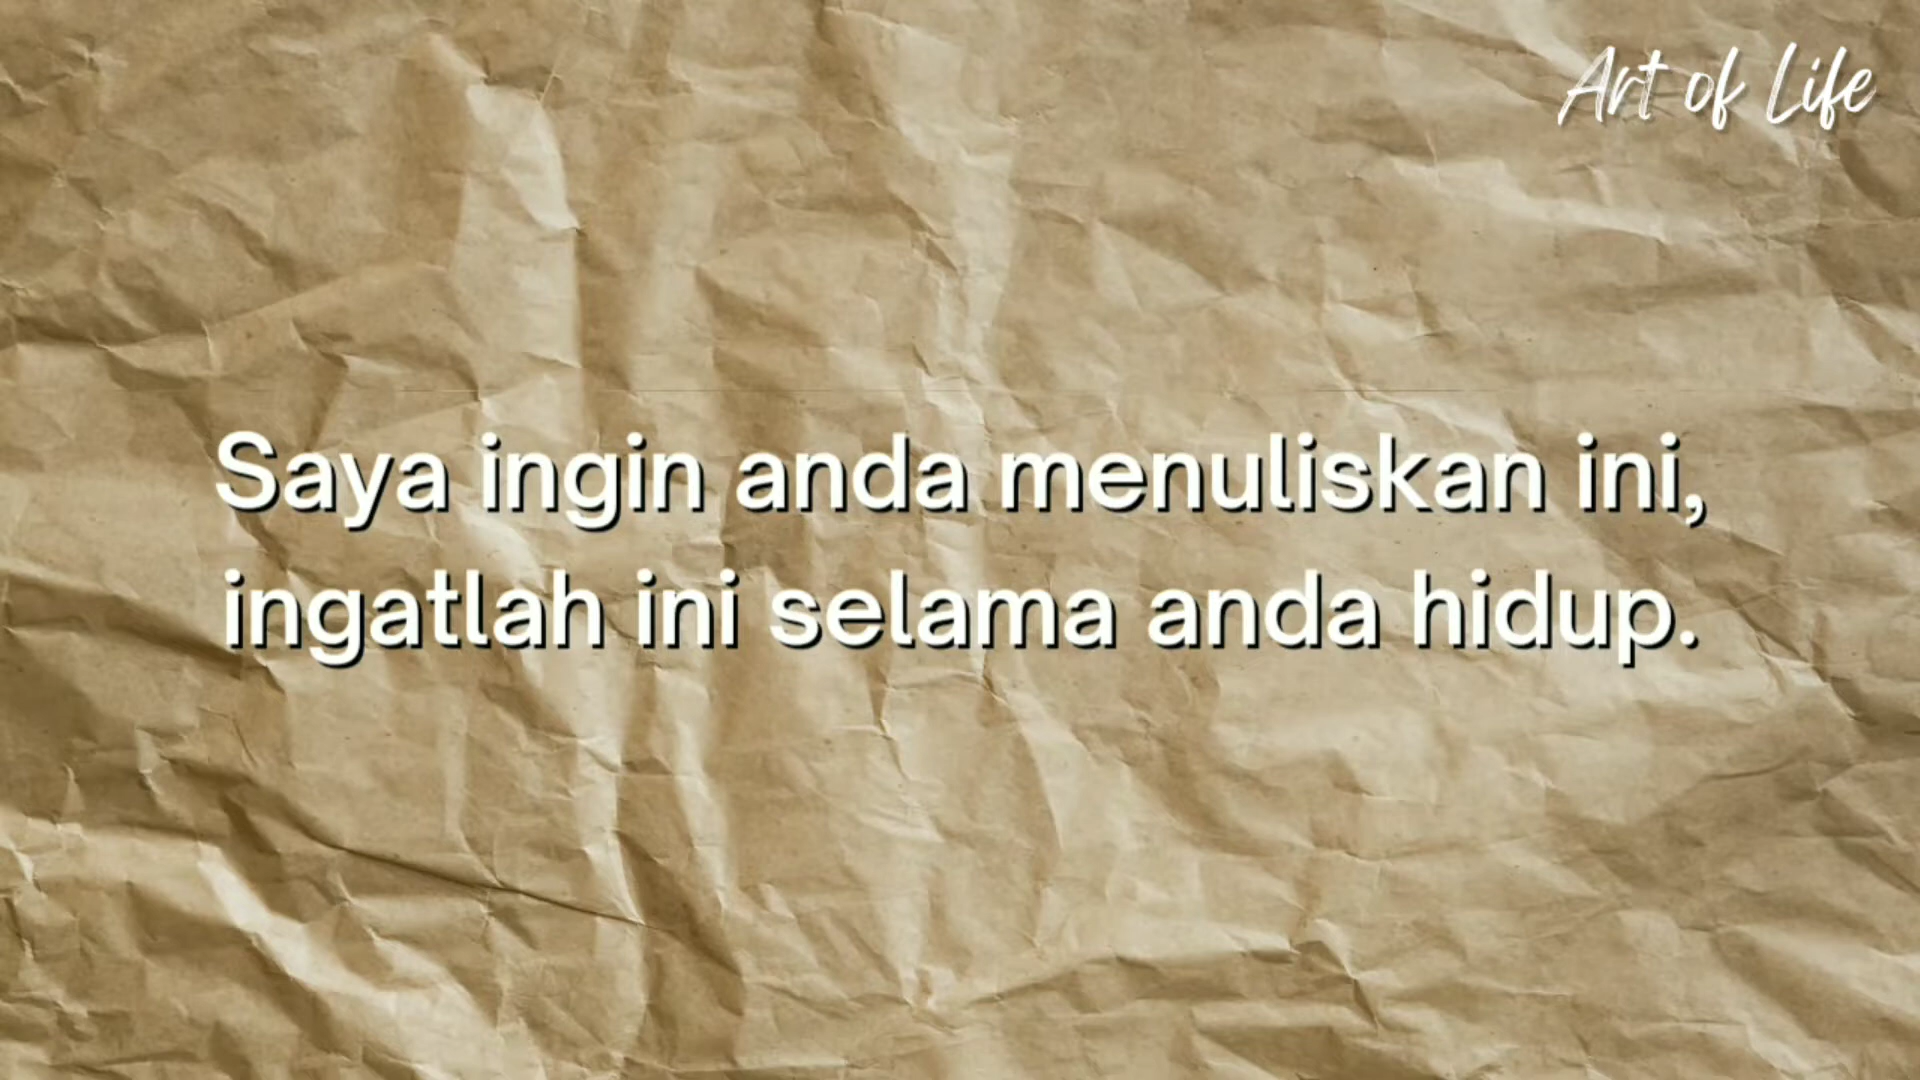 Art of Life
Saya ingin anda menuliskan ini,
ingatlah ini selama anda hidup.